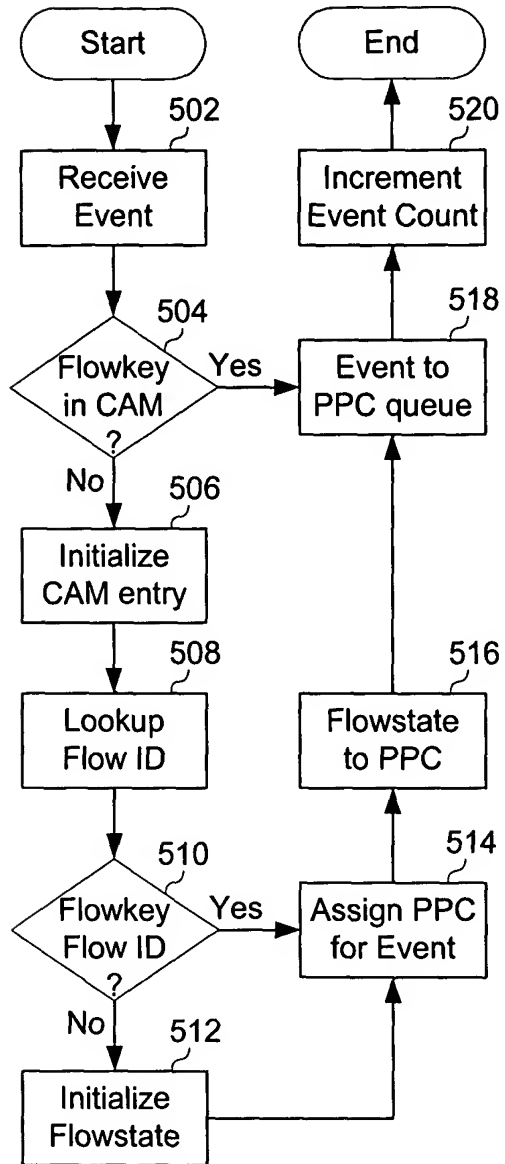 Start
502
Receive
Event
504
Flowkey
in CAM
?
Yes
No
506
Initialize
CAM entry
508
Lookup
Flow ID
510
Flowkey
Flow ID
?
Yes
No
512
Initialize
Flowstate
514
Assign PPC
for Event
516
Flowstate
to PPC
518
Event to
PPC queue
520
Increment
Event Count
End